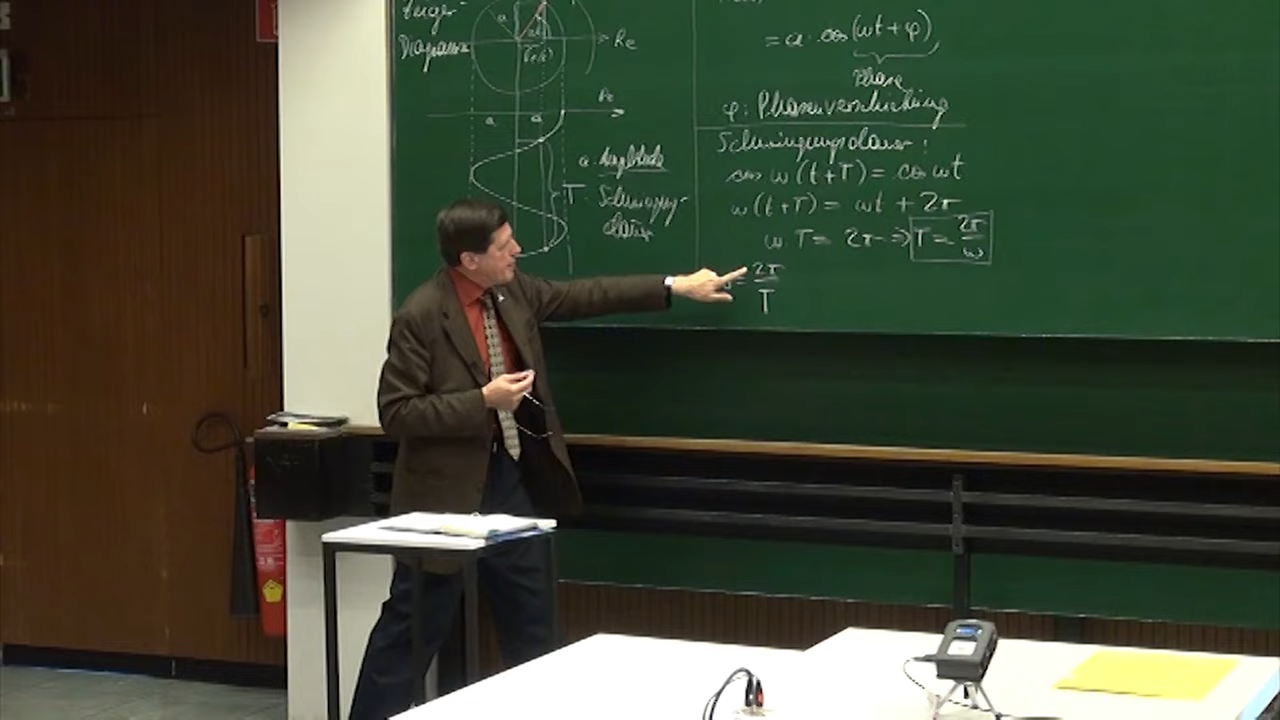 Zeiger-
Diagramm
a
Re
Re
a
a
a: Amplitude
T: Schwingungs-
dauer
= a · cos(ωt + φ)
Phase
φ: Phasenverschiebung
Schwingungsdauer:
cos ω(t+T) = cos ωt
ω(t+T) = ωt + 2π
ω T = 2π ⇒ T = 2π/ω
= 2π/T